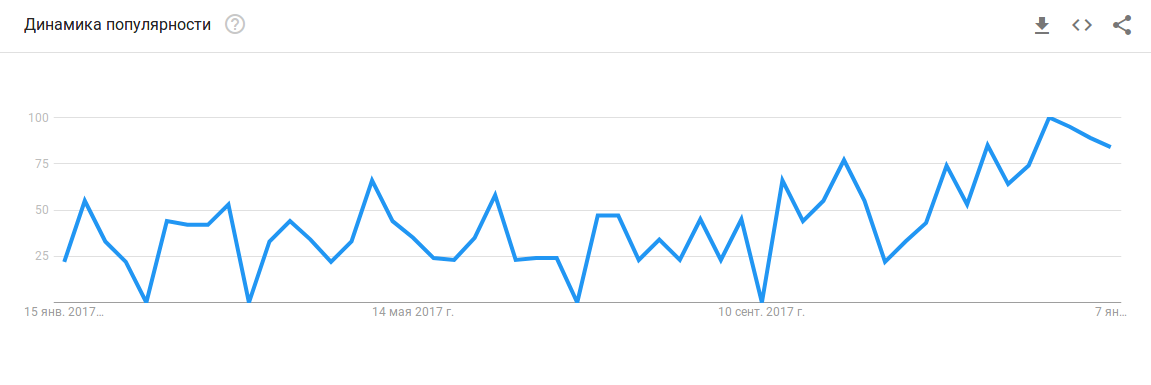 Динамика популярности ?
100
75
50
25
15 янв. 2017…
14 мая 2017 г.
10 сент. 2017 г.
7 ян…